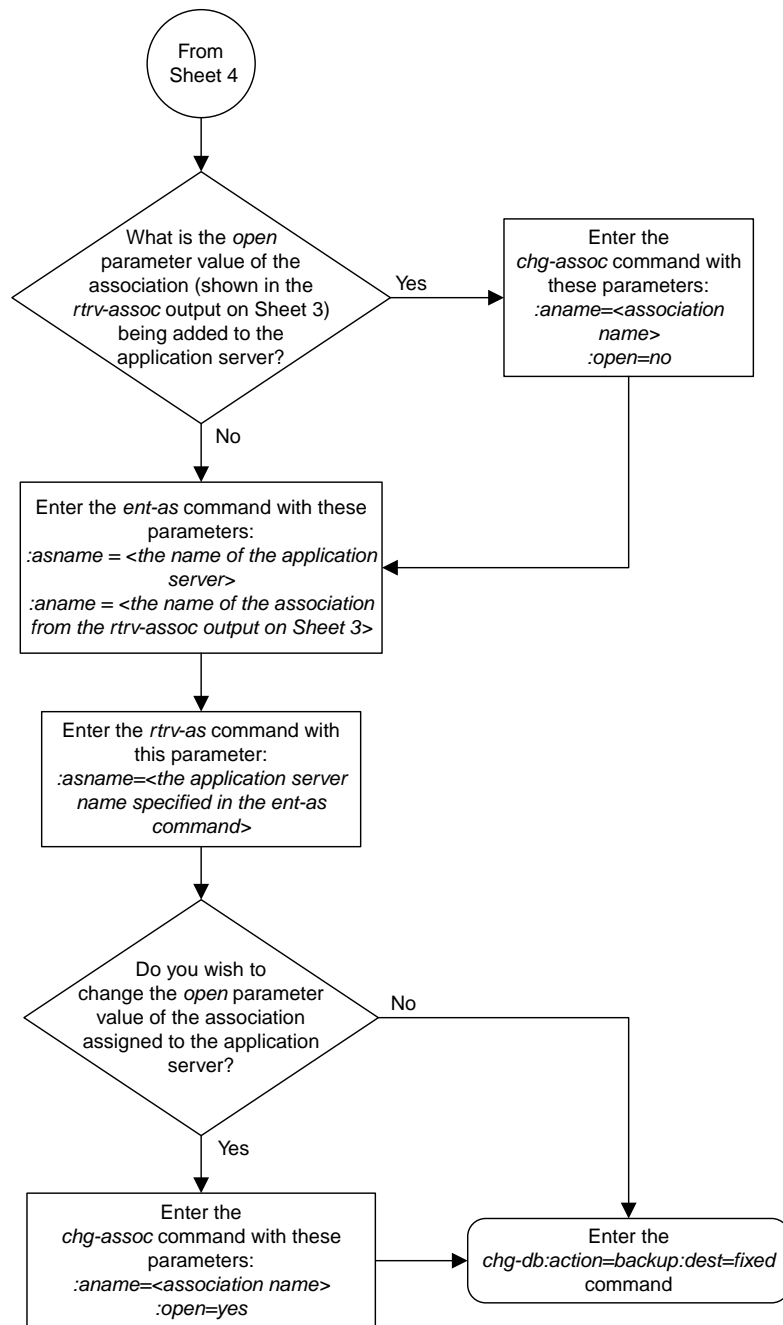 From
Sheet 4
What is the open
parameter value of the
association (shown in the
rtrv-assoc output on Sheet 3)
being added to the
application server?
Yes
Enter the
chg-assoc command with
these parameters:
:aname=<association
name>
:open=no
No
Enter the ent-as command with these
parameters:
:asname = <the name of the application
server>
:aname = <the name of the association
from the rtrv-assoc output on Sheet 3>
Enter the rtrv-as command with
this parameter:
:asname=<the application server
name specified in the ent-as
command>
Do you wish to
change the open parameter
value of the association
assigned to the application
server?
No
Yes
Enter the
chg-assoc command with these
parameters:
:aname=<association name>
:open=yes
Enter the
chg-db:action=backup:dest=fixed
command